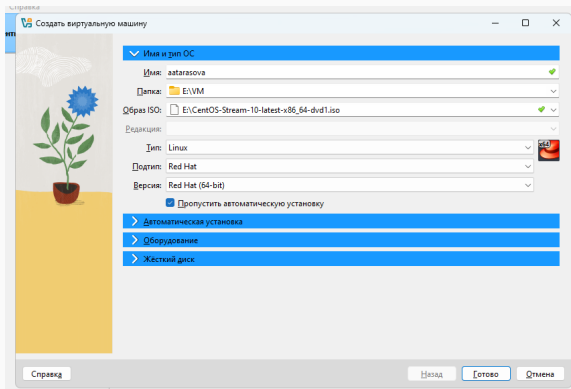 Справка
Создать виртуальную машину
Имя и тип ОС
Имя: aatarasova
Папка: E:\VM
Образ ISO: E:\CentOS-Stream-10-latest-x86_64-dvd1.iso
Редакция:
Тип: Linux
x64
Подтип: Red Hat
Версия: Red Hat (64-bit)
Пропустить автоматическую установку
Автоматическая установка
Оборудование
Жёсткий диск
Справка Назад Готово Отмена